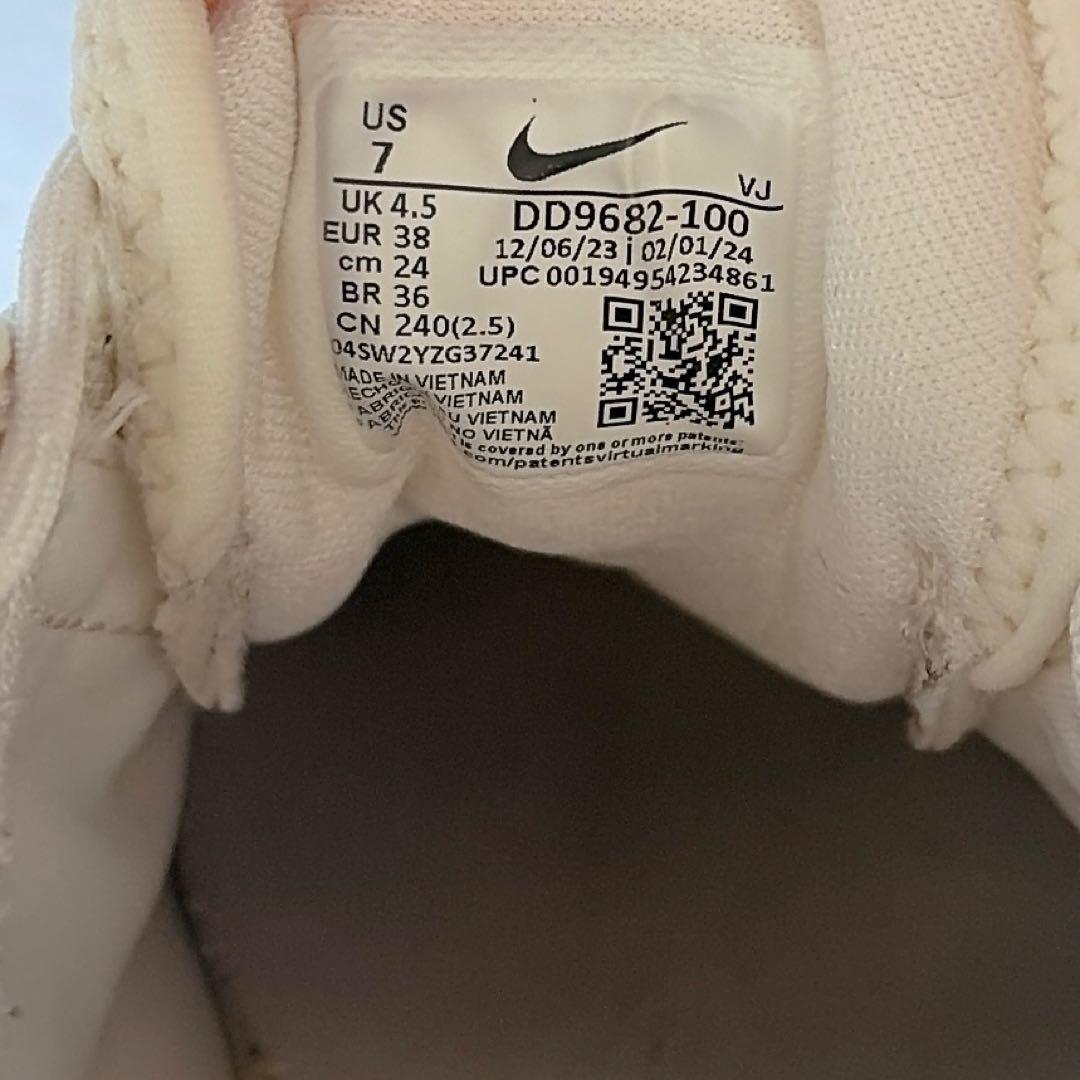 US
7
VJ
UK 4.5
EUR 38
cm 24
BR 36
CN 240(2.5)
DD9682-100
12/06/23 | 02/01/24
UPC 00194954234861
04SW2YZG37241
MADE IN VIETNAM
VIETNAM
VIETNAM
NO VIETNÃ
is covered by one or more patents.
com/patentsvirtualmarking